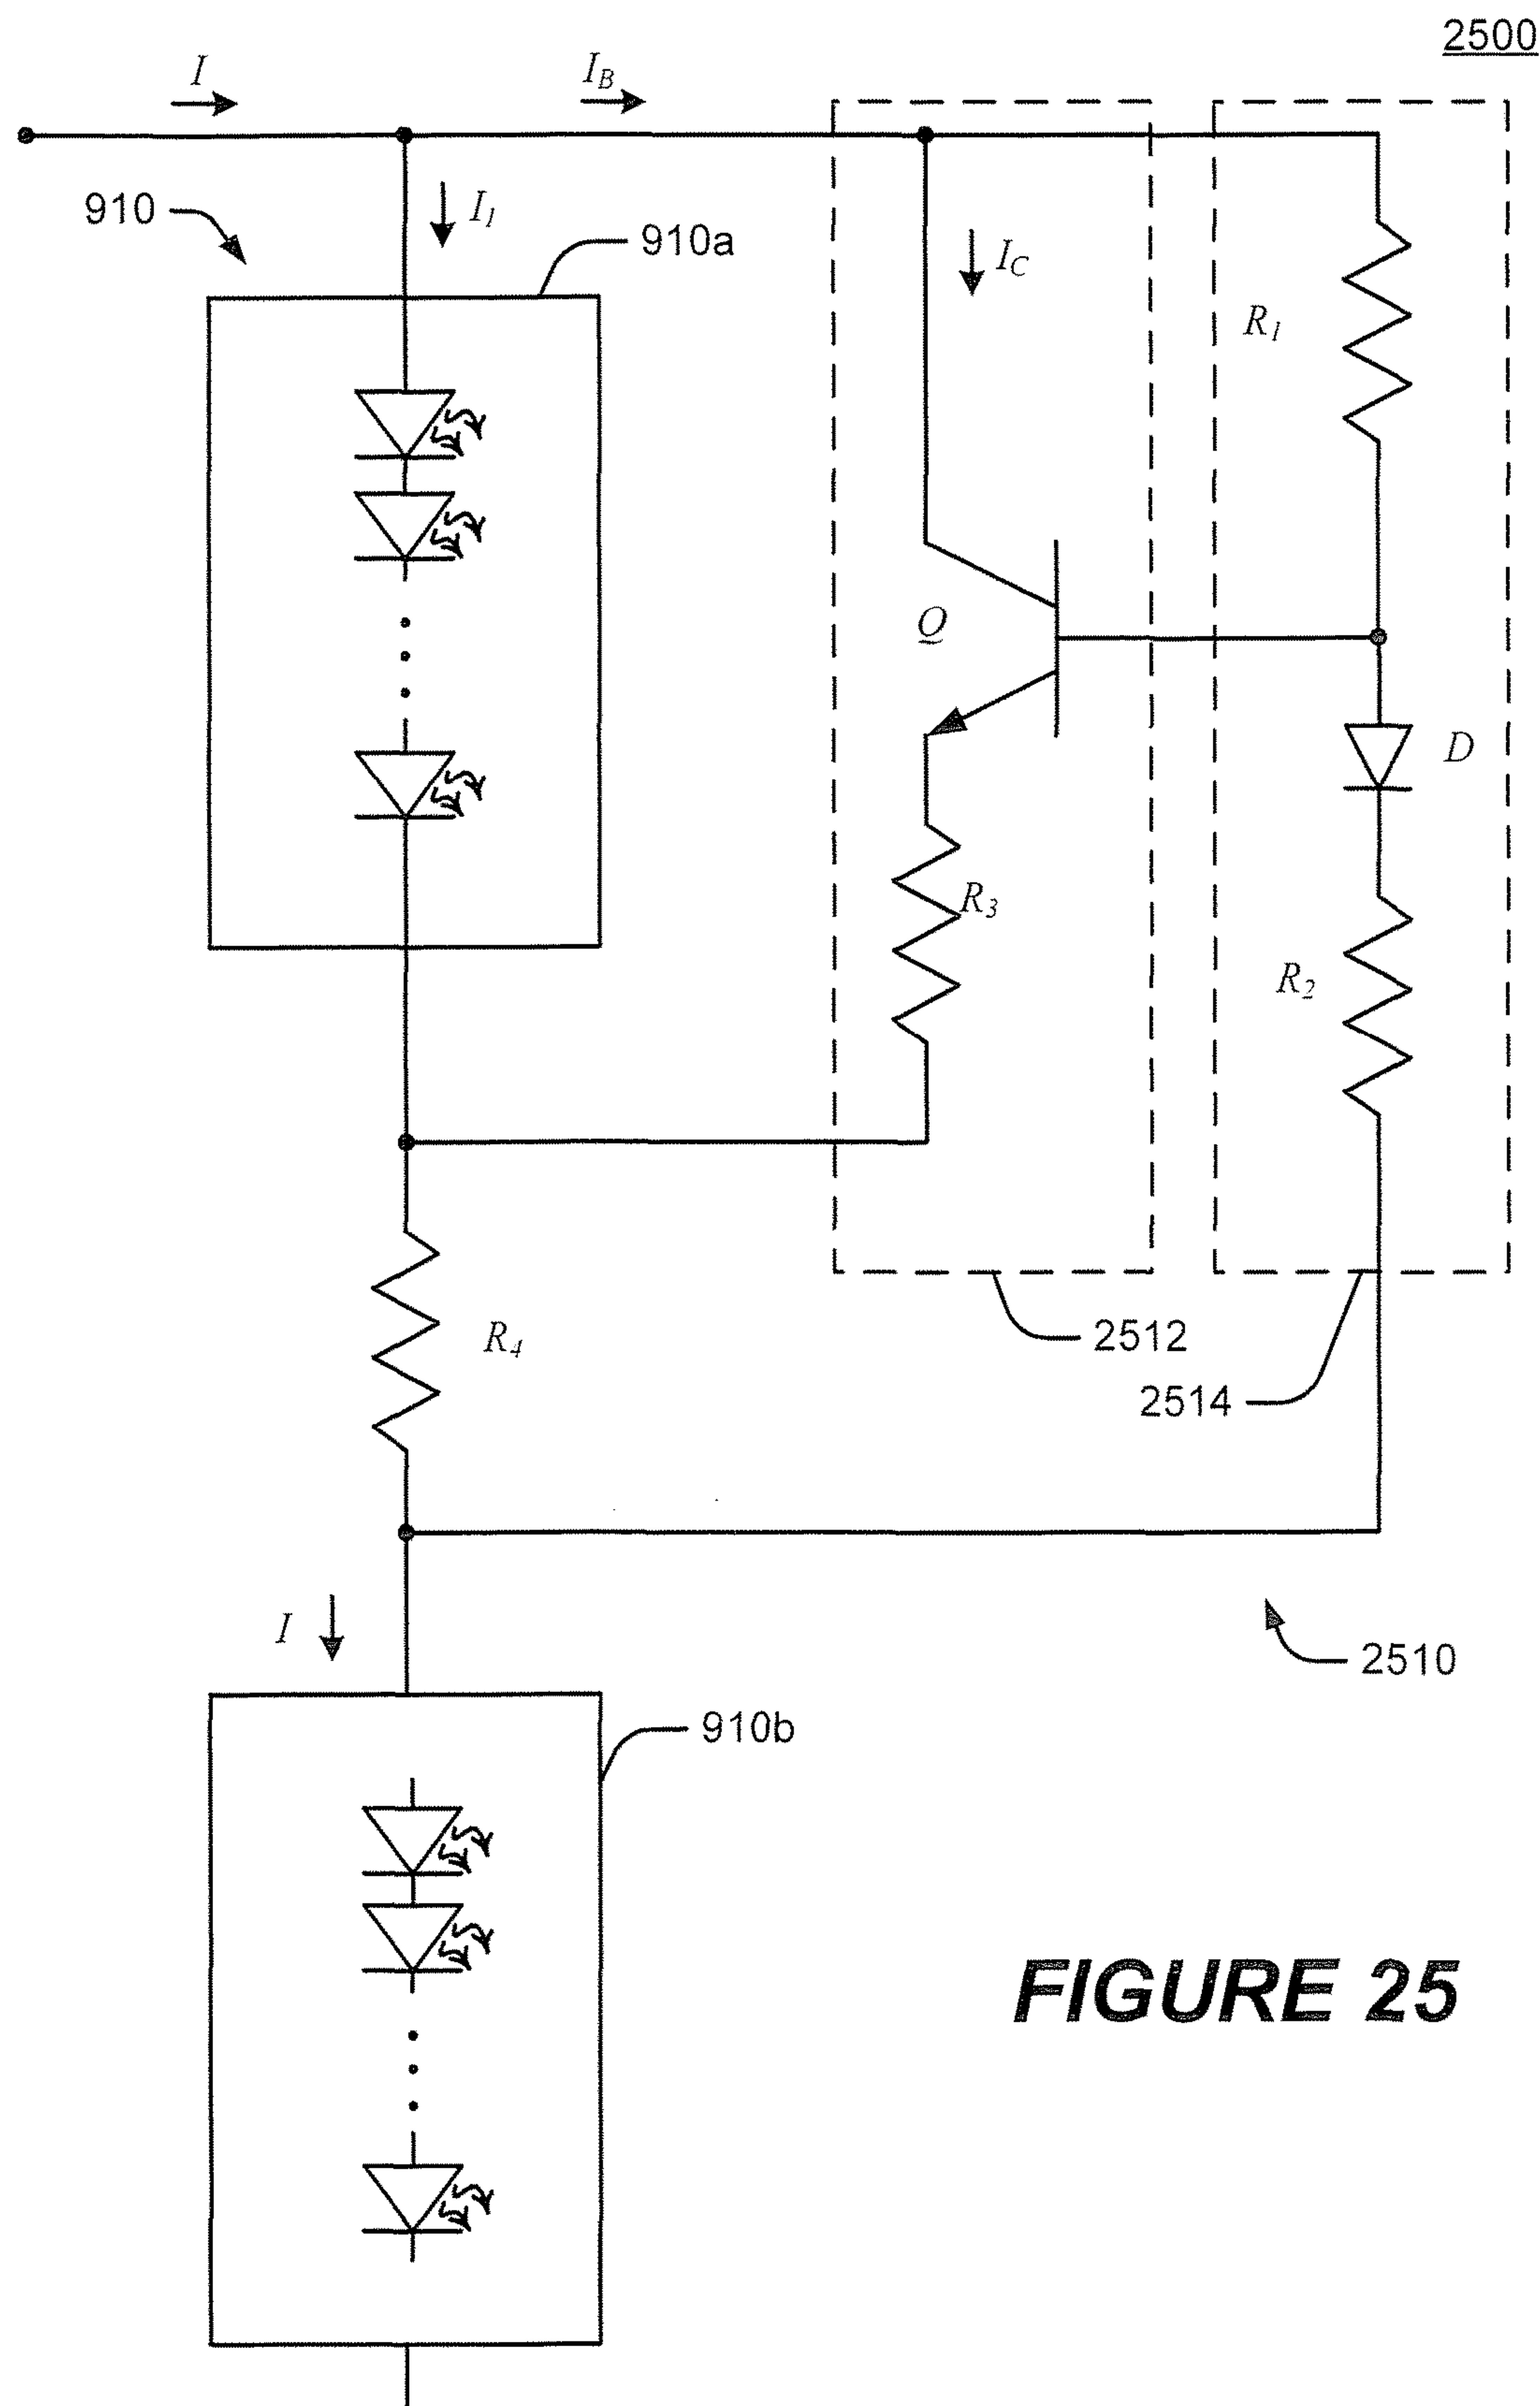 2500
I
I_B
910
I_1
910a
I_C
R_1
Q
D
R_3
R_2
R_4
2512
2514
I
2510
910b
FIGURE 25